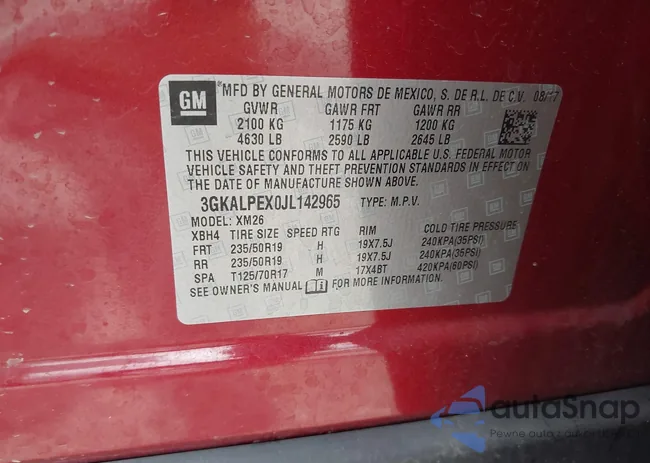 GM
MFD BY GENERAL MOTORS DE MEXICO, S. DE R.L. DE C.V. 08/17
GVWR GAWR FRT GAWR RR
2100 KG 1175 KG 1200 KG
4630 LB 2590 LB 2645 LB
THIS VEHICLE CONFORMS TO ALL APPLICABLE U.S. FEDERAL MOTOR
VEHICLE SAFETY AND THEFT PREVENTION STANDARDS IN EFFECT ON
THE DATE OF MANUFACTURE SHOWN ABOVE.
3GKALPEX0JL142965 TYPE: M.P.V.
MODEL: XM26
XBH4 TIRE SIZE SPEED RTG RIM COLD TIRE PRESSURE
FRT 235/50R19 H 19X7.5J 240KPA(35PSI)
RR 235/50R19 H 19X7.5J 240KPA(35PSI)
SPA T125/70R17 M 17X4BT 420KPA(60PSI)
SEE OWNER'S MANUAL FOR MORE INFORMATION.
autoSnap
Pewne auto z aukcji